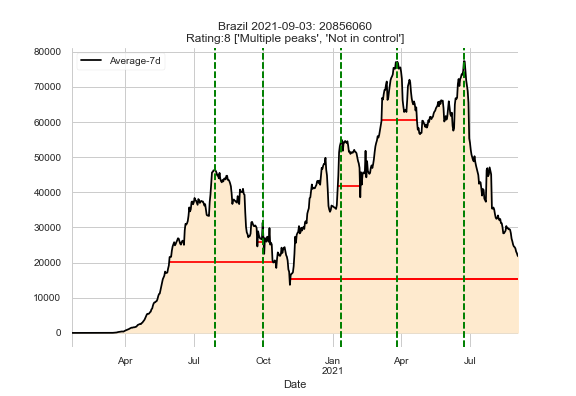 Brazil 2021-09-03: 20856060
Rating:8 ['Multiple peaks', 'Not in control']
Average-7d
80000
70000
60000
50000
40000
30000
20000
10000
0
Apr Jul Oct Jan Apr Jul
2021
Date